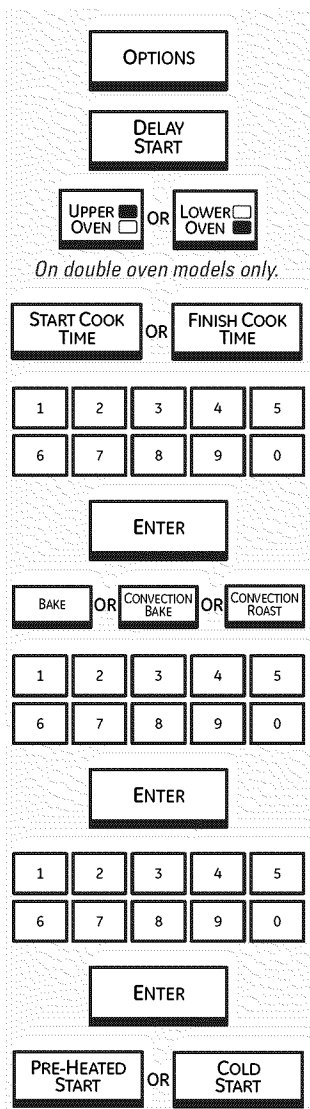 OPTIONS
DELAY
START
UPPER
OVEN
OR
LOWER
OVEN
On double oven models only.
START COOK
TIME
OR
FINISH COOK
TIME
1 2 3 4 5
6 7 8 9 0
ENTER
BAKE OR CONVECTION
BAKE OR CONVECTION
ROAST
1 2 3 4 5
6 7 8 9 0
ENTER
1 2 3 4 5
6 7 8 9 0
ENTER
PRE-HEATED
START
OR
COLD
START